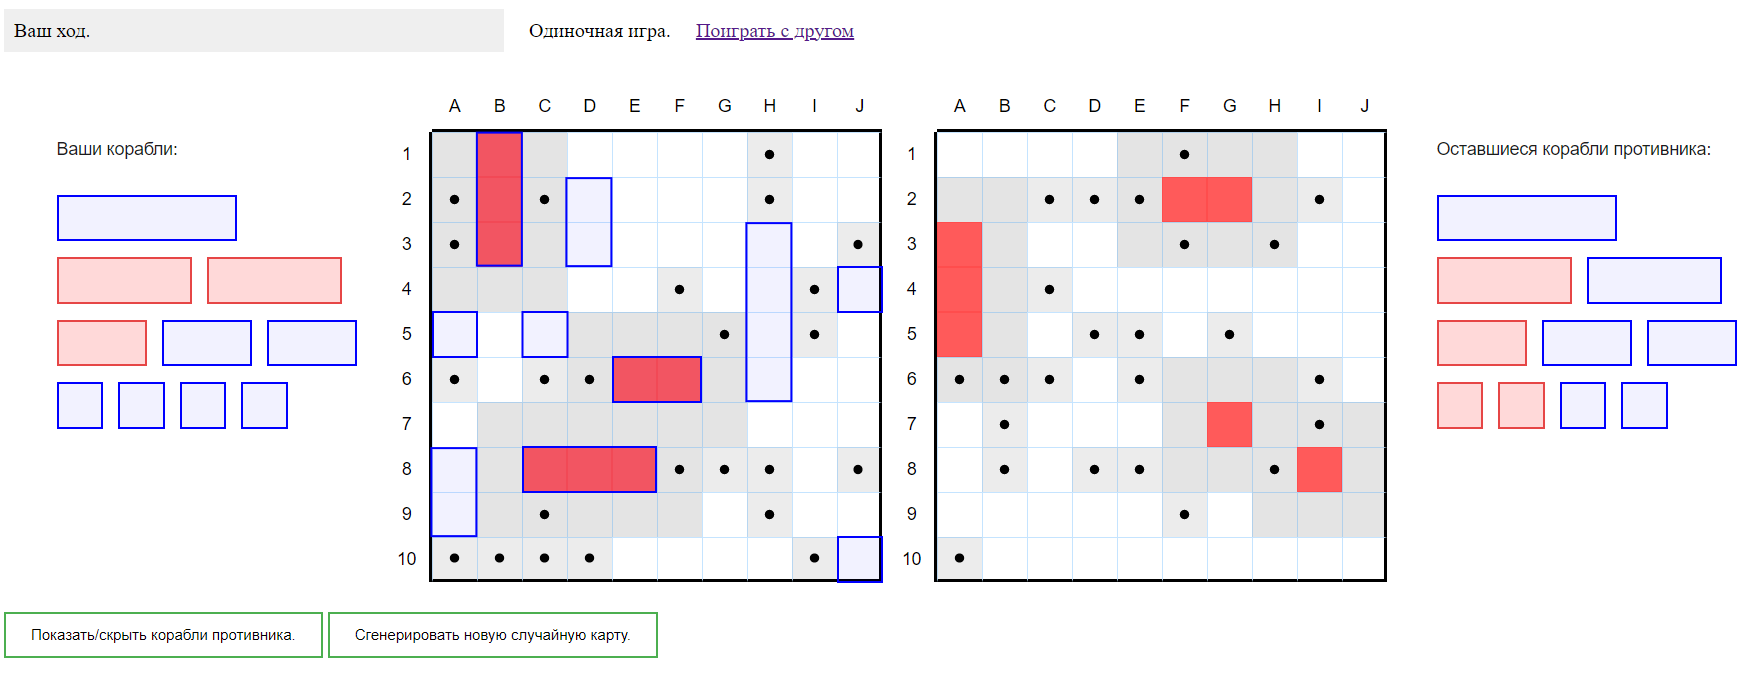 Ваш ход.
Одиночная игра. Поиграть с другом
A B C D E F G H I J
A B C D E F G H I J
Ваши корабли:
Оставшиеся корабли противника:
1 1
2 2
3 3
4 4
5 5
6 6
7 7
8 8
9 9
10 10
Показать/скрыть корабли противника.
Сгенерировать новую случайную карту.